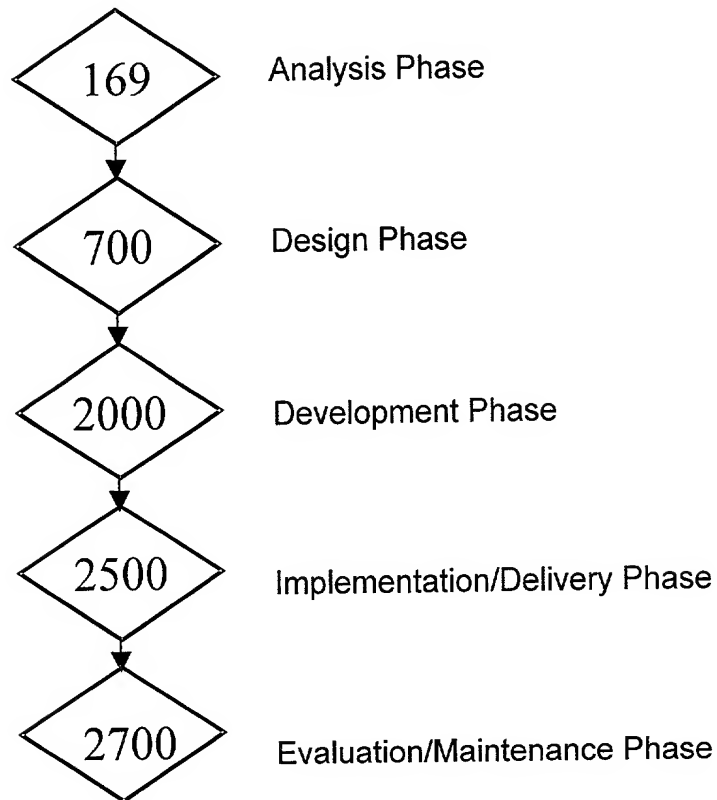 169 Analysis Phase
700 Design Phase
2000 Development Phase
2500 Implementation/Delivery Phase
2700 Evaluation/Maintenance Phase